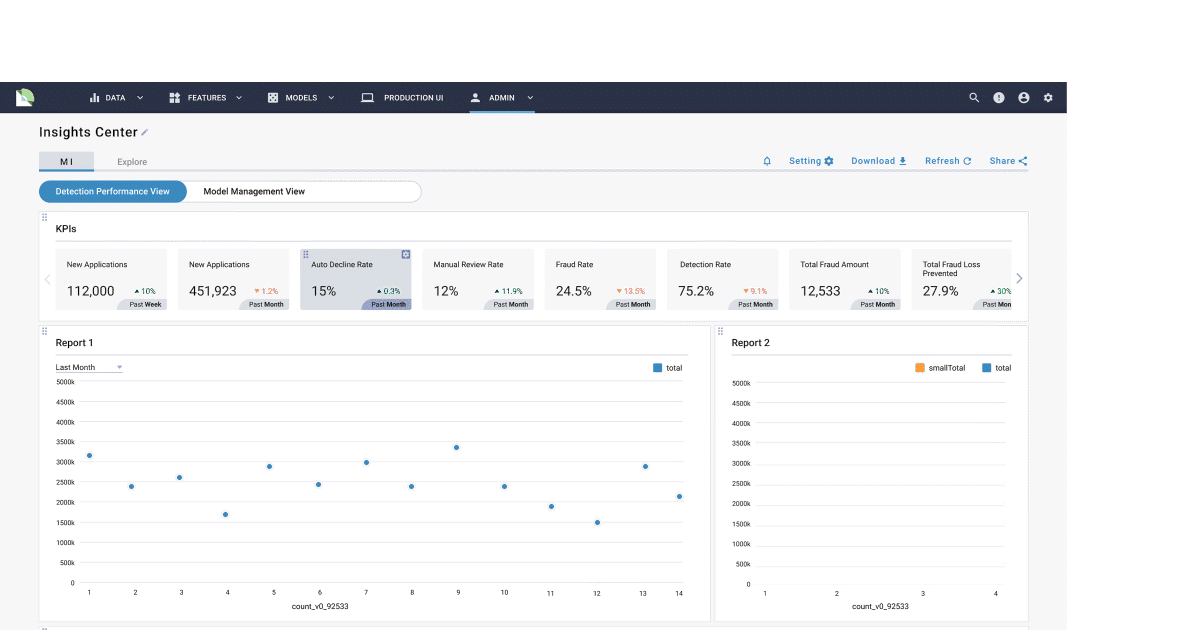 DATA FEATURES MODELS PRODUCTION UI ADMIN
Insights Center
M I Explore Setting Download Refresh Share
Detection Performance View Model Management View
KPIs
New Applications
112,000 10%
Past Week
New Applications
451,923 1.2%
Past Month
Auto Decline Rate
15% 0.3%
Past Month
Manual Review Rate
12% 11.9%
Past Month
Fraud Rate
24.5% 13.5%
Past Month
Detection Rate
75.2% 9.1%
Past Month
Total Fraud Amount
12,533 10%
Past Month
Total Fraud Loss
Prevented
27.9% 30%
Past Mon
Report 1
Last Month total
5000k
4500k
4000k
3500k
3000k
2500k
2000k
1500k
1000k
500k
0
1 2 3 4 5 6 7 8 9 10 11 12 13 14
count_v0_92533
Report 2
smallTotal total
5000k
4500k
4000k
3500k
3000k
2500k
2000k
1500k
1000k
500k
0
1 2 3 4
count_v0_92533